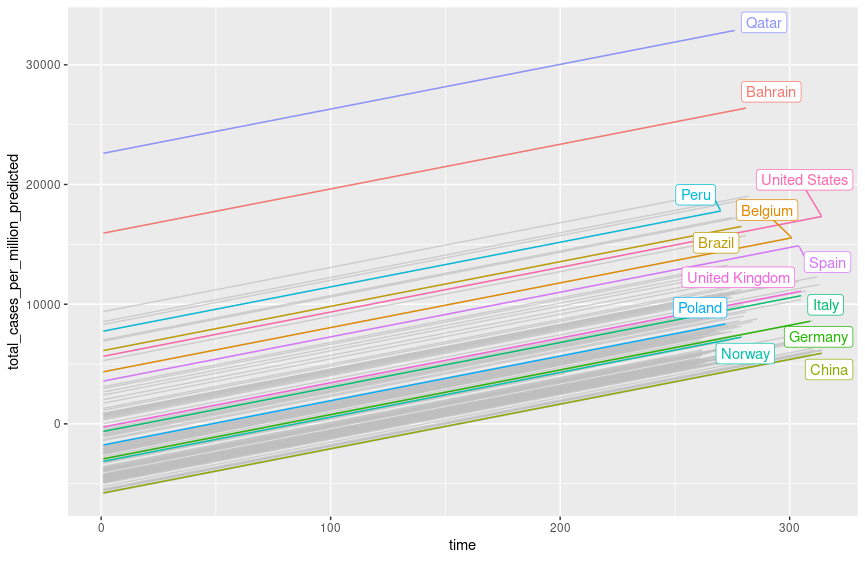 Qatar
30000
Bahrain
United States
20000
Peru
Belgium
Brazil
Spain
United Kingdom
10000
Poland
Italy
Germany
Norway
China
0
0
100
200
300
time
total_cases_per_million_predicted